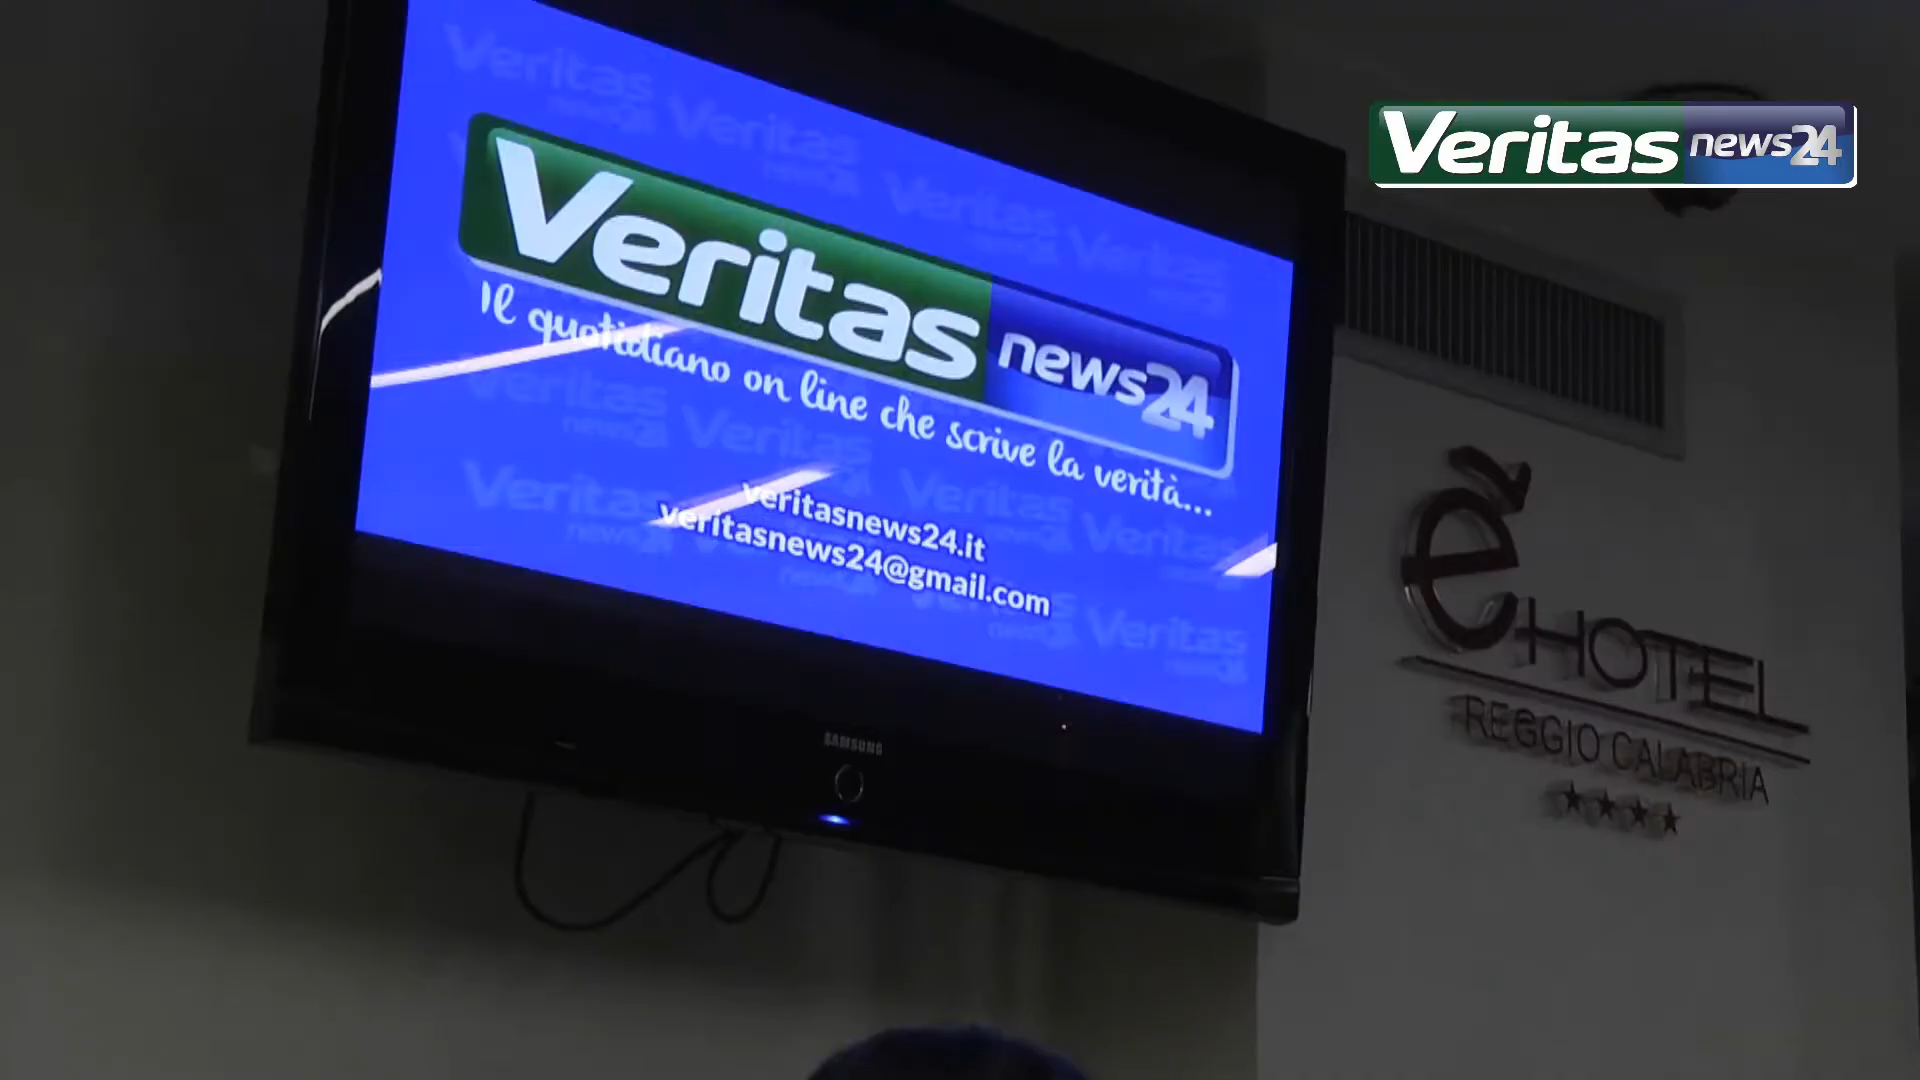 Veritas news24
Veritas news24
Il quotidiano on line che scrive la verità...
veritasnews24.it
veritasnews24@gmail.com
SAMSUNG
è HOTEL
REGGIO CALABRIA